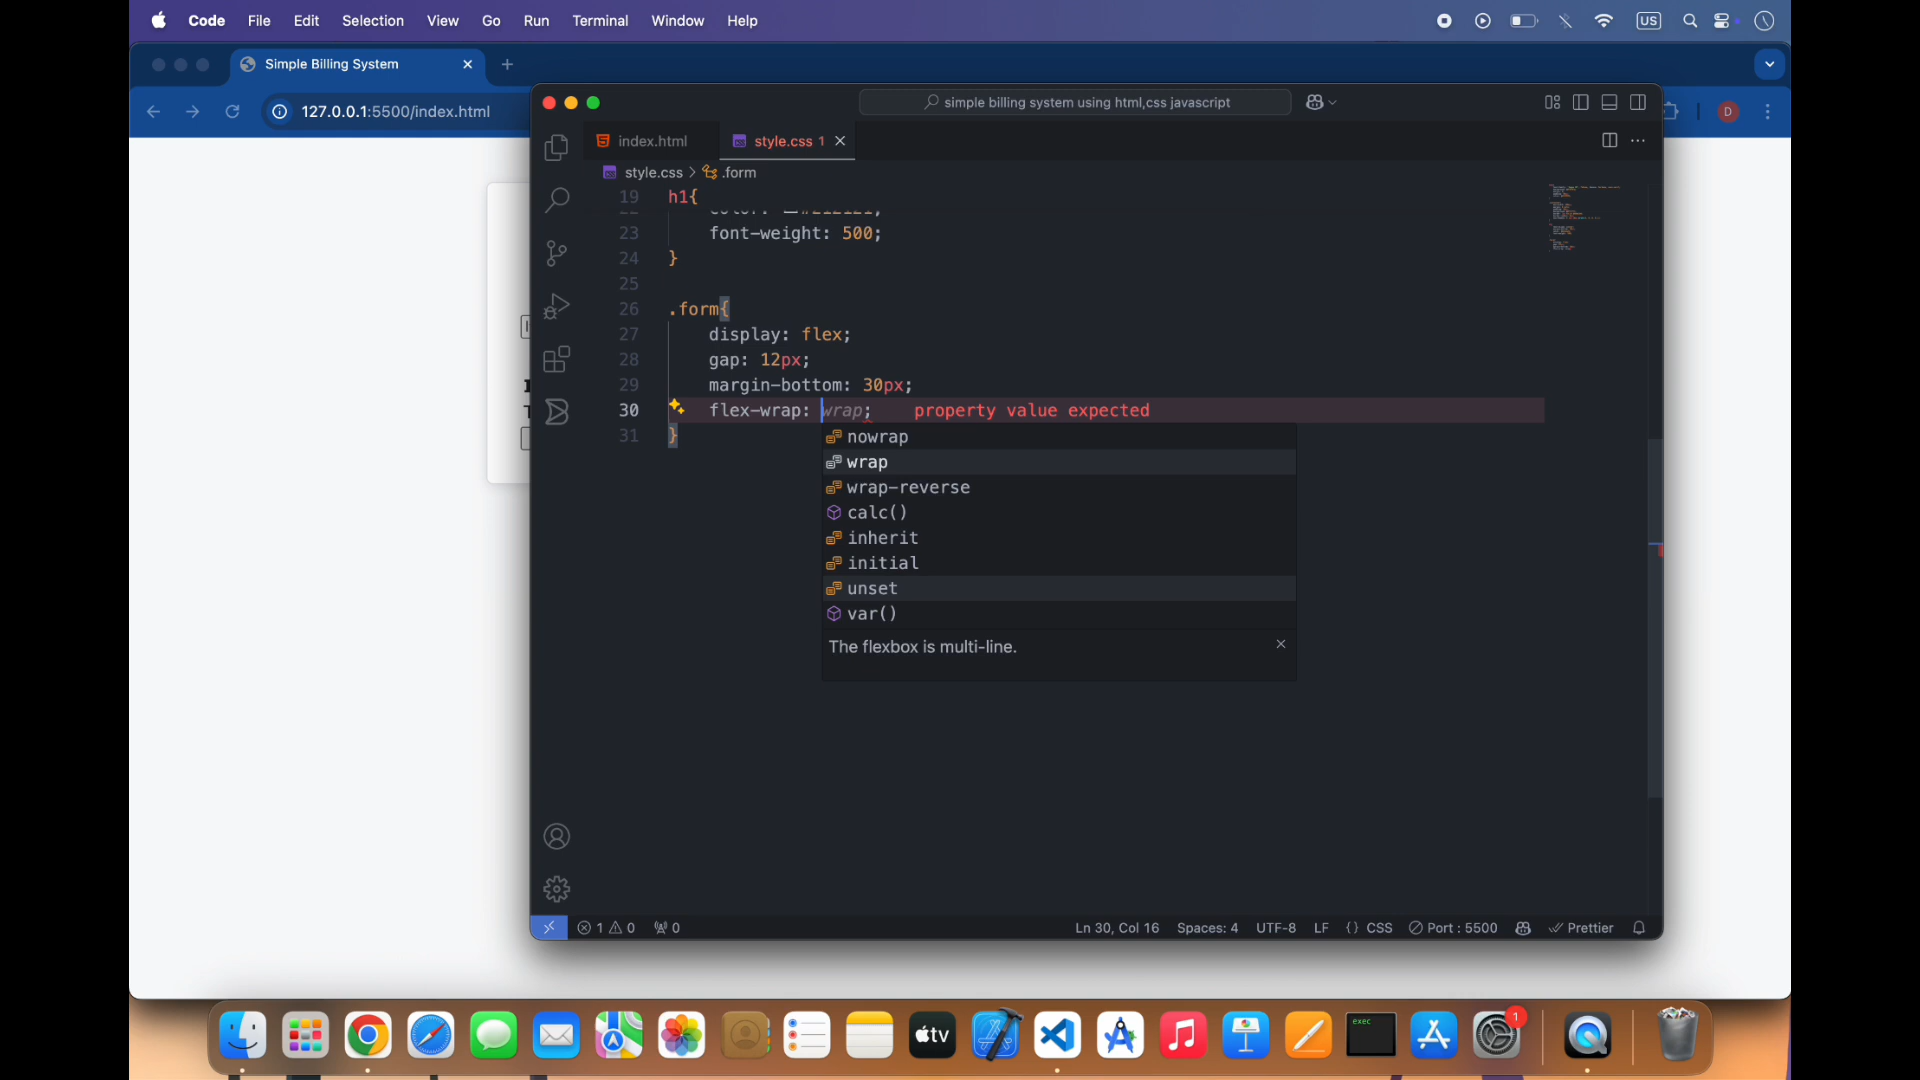 Code File Edit Selection View Go Run Terminal Window Help US
Simple Billing System
127.0.0.1:5500/index.html
D
simple billing system using html,css javascript
index.html
style.css 1
style.css > .form
19 h1{
23 font-weight: 500;
24 }
25
26 .form{
27 display: flex;
28 gap: 12px;
29 margin-bottom: 30px;
30 flex-wrap: wrap; property value expected
31 }
nowrap
wrap
wrap-reverse
calc()
inherit
initial
unset
var()
The flexbox is multi-line.
1 0 0 Ln 30, Col 16 Spaces: 4 UTF-8 LF {} CSS Port : 5500 Prettier
tv
exec
1